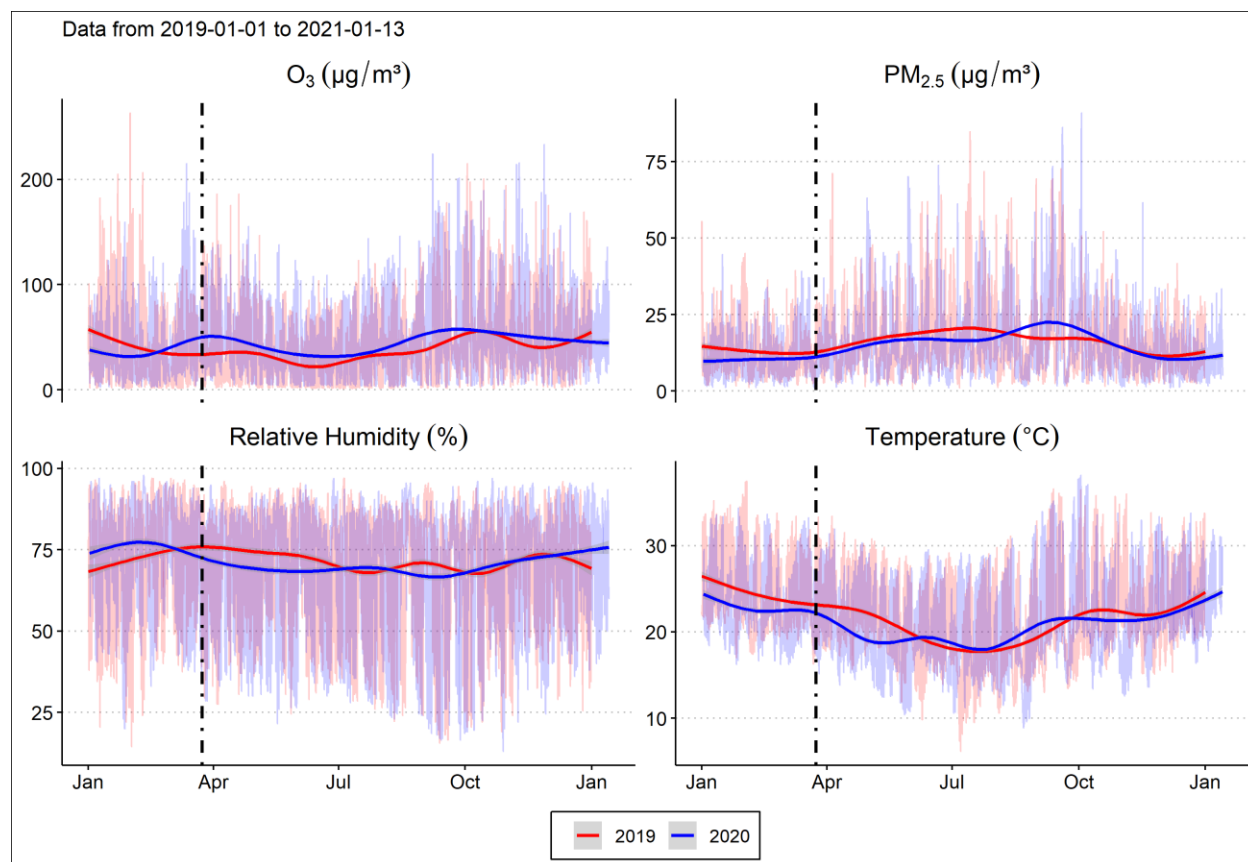 Data from 2019-01-01 to 2021-01-13
O₃ (µg/m³)
PM₂.₅ (µg/m³)
200
100
0
75
50
25
0
Relative Humidity (%)
Temperature (°C)
100
75
50
25
30
20
10
Jan Apr Jul Oct Jan
Jan Apr Jul Oct Jan
2019 2020